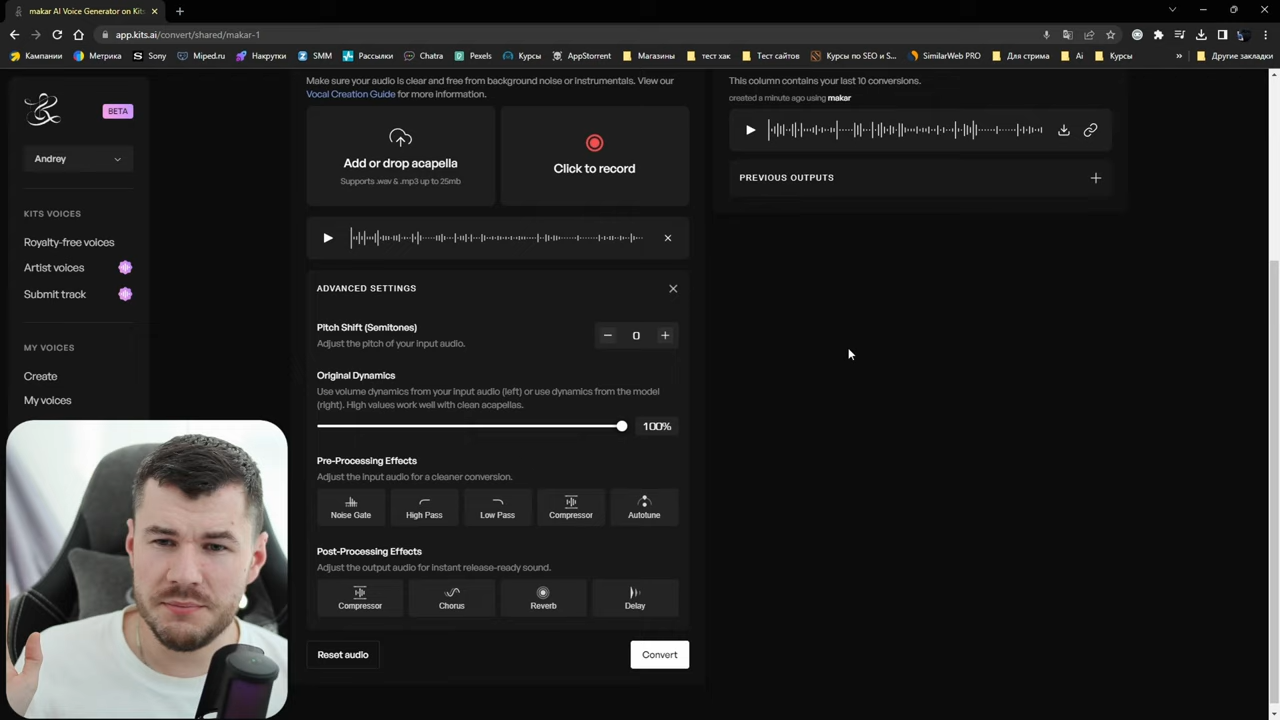 makar AI Voice Generator on Kits
app.kits.ai/convert/shared/makar-1
Кампании
Метрика
Sony
Miped.ru
Накрутки
SMM
Рассылки
Chatra
Pexels
Курсы
AppStorrent
Магазины
тест хак
Тест сайтов
Курсы по SEO и S...
SimilarWeb PRO
Для стрима
Ai
Курсы
»
Другие закладки
BETA
Andrey
KITS VOICES
Royalty-free voices
Artist voices
Submit track
MY VOICES
Create
My voices
Make sure your audio is clear and free from background noise or instrumentals. View our
Vocal Creation Guide for more information.
Add or drop acapella
Supports .wav & .mp3 up to 25mb
Click to record
ADVANCED SETTINGS
Pitch Shift (Semitones)
Adjust the pitch of your input audio.
0
Original Dynamics
Use volume dynamics from your input audio (left) or use dynamics from the model
(right). High values work well with clean acapellas.
100%
Pre-Processing Effects
Adjust the input audio for a cleaner conversion.
Noise Gate
High Pass
Low Pass
Compressor
Autotune
Post-Processing Effects
Adjust the output audio for instant release-ready sound.
Compressor
Chorus
Reverb
Delay
Reset audio
Convert
This column contains your last 10 conversions.
created a minute ago using makar
PREVIOUS OUTPUTS